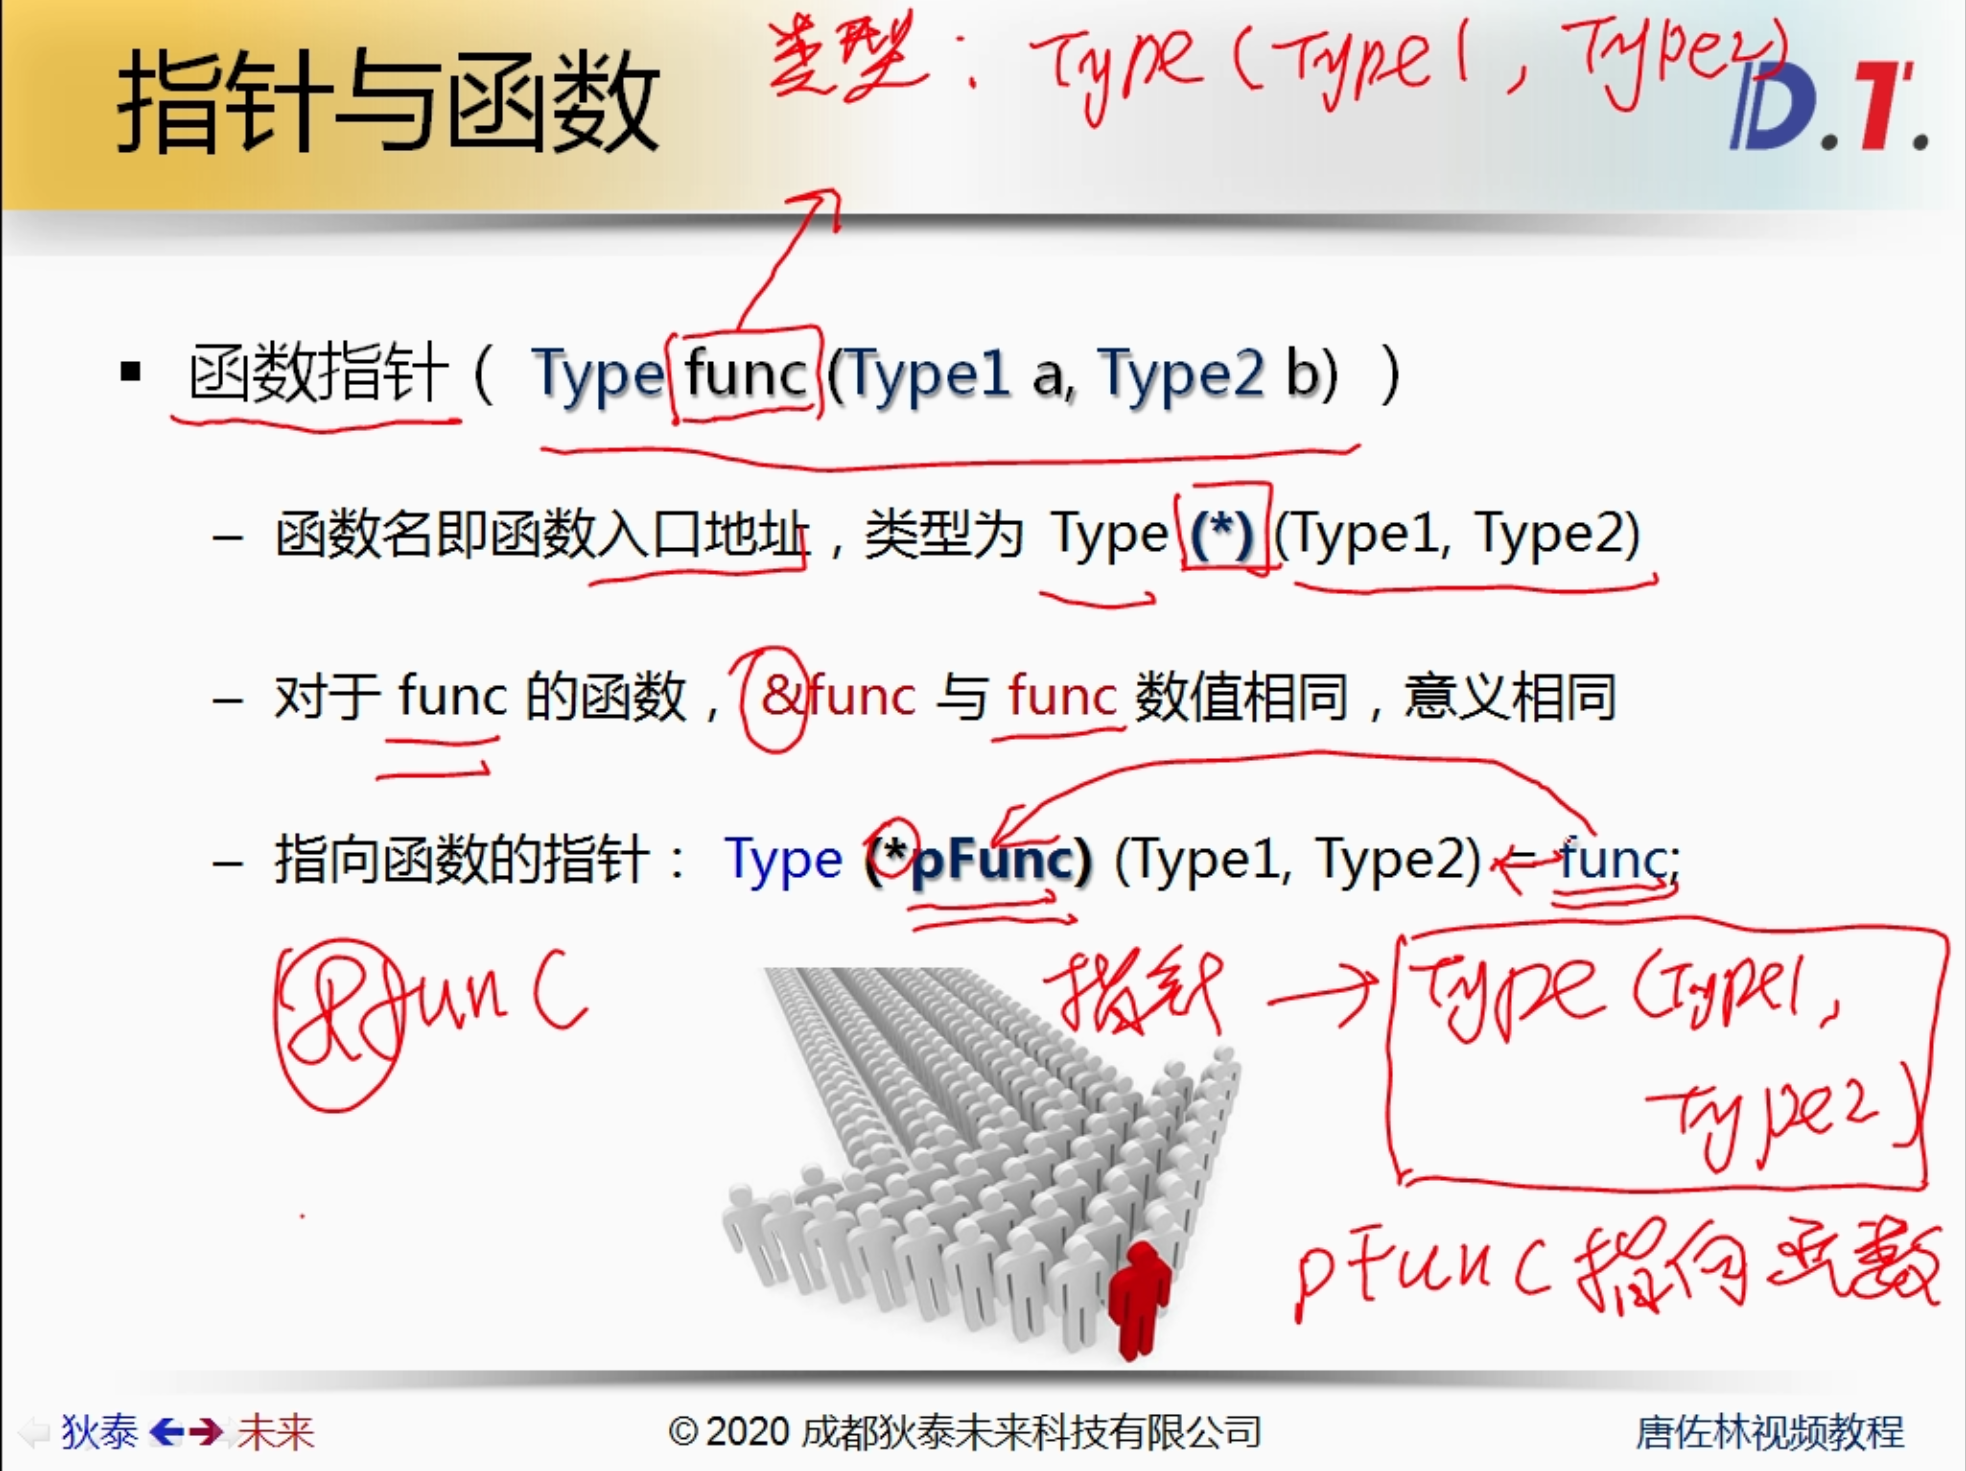 类型：Type（Type1，Type2）
指针与函数
D.T.
■ 函数指针（ Type func (Type1 a, Type2 b) ）
– 函数名即函数入口地址，类型为 Type (*) (Type1, Type2)
– 对于 func 的函数，&func 与 func 数值相同，意义相同
– 指向函数的指针： Type (*pFunc) (Type1, Type2) = func;
&func
指针 → Type (Type1,
Type2)
pFunc指向函数
狄泰 未来
© 2020 成都狄泰未来科技有限公司
唐佐林视频教程